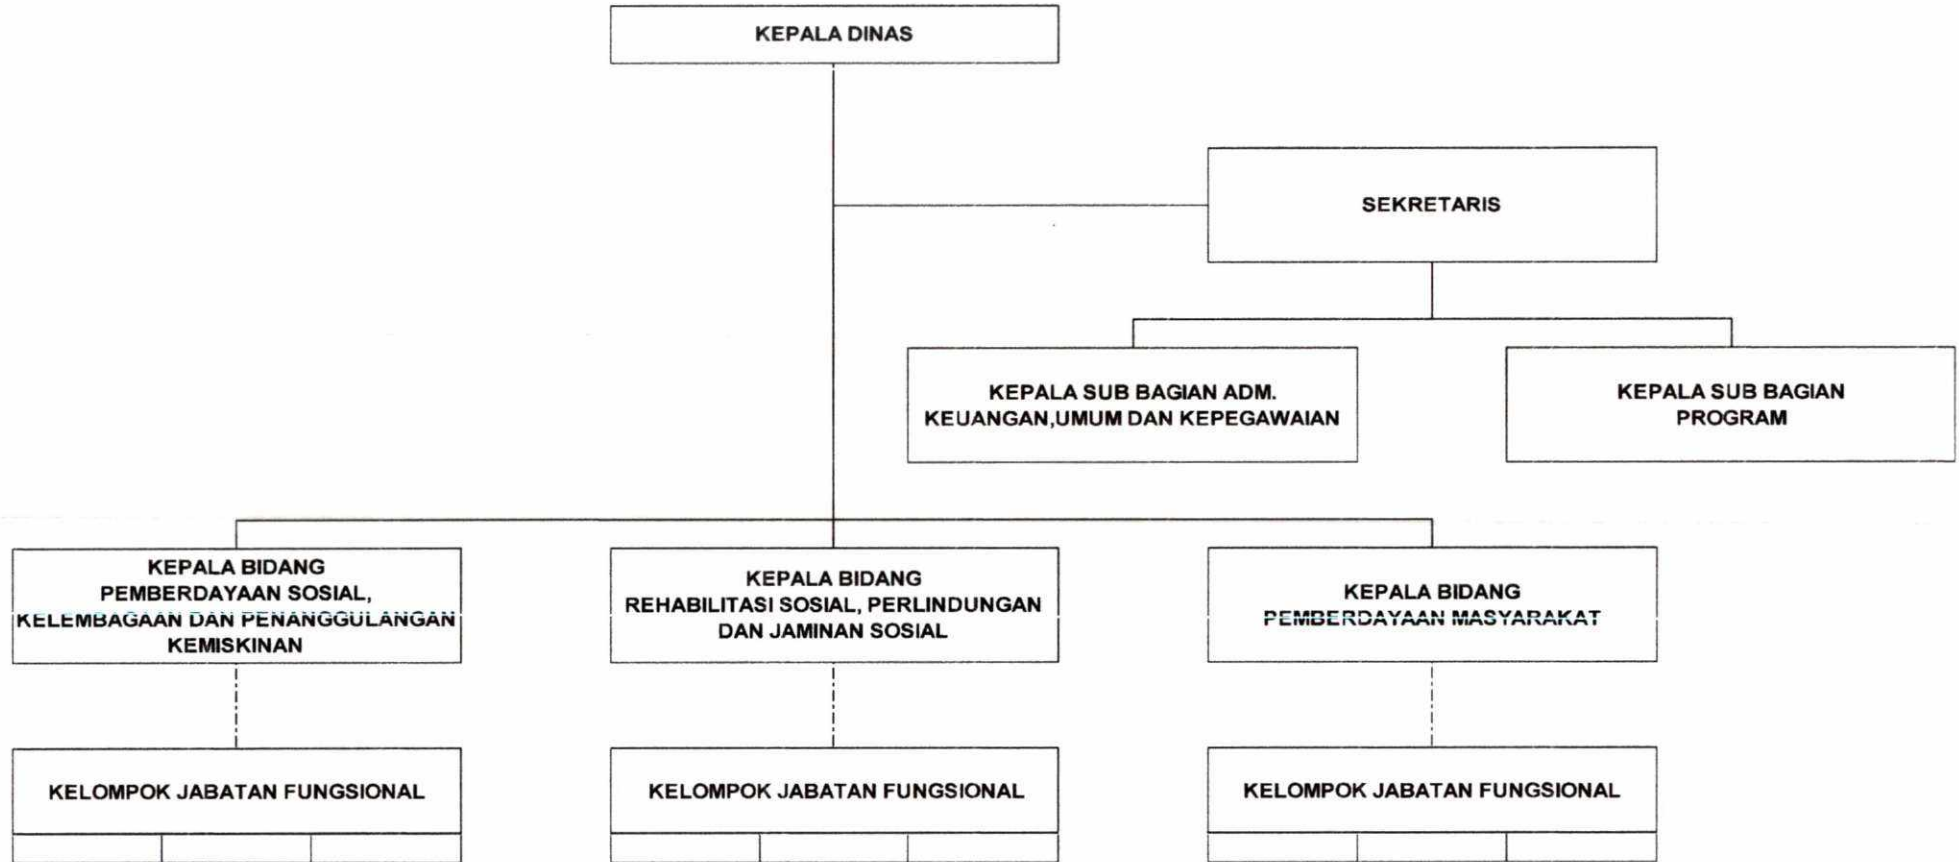 KEPALA DINAS
SEKRETARIS
KEPALA SUB BAGIAN ADM.
KEUANGAN,UMUM DAN KEPEGAWAIAN
KEPALA SUB BAGIAN
PROGRAM
KEPALA BIDANG
PEMBERDAYAAN SOSIAL,
KELEMBAGAAN DAN PENANGGULANGAN
KEMISKINAN
KEPALA BIDANG
REHABILITASI SOSIAL, PERLINDUNGAN
DAN JAMINAN SOSIAL
KEPALA BIDANG
PEMBERDAYAAN MASYARAKAT
KELOMPOK JABATAN FUNGSIONAL
KELOMPOK JABATAN FUNGSIONAL
KELOMPOK JABATAN FUNGSIONAL